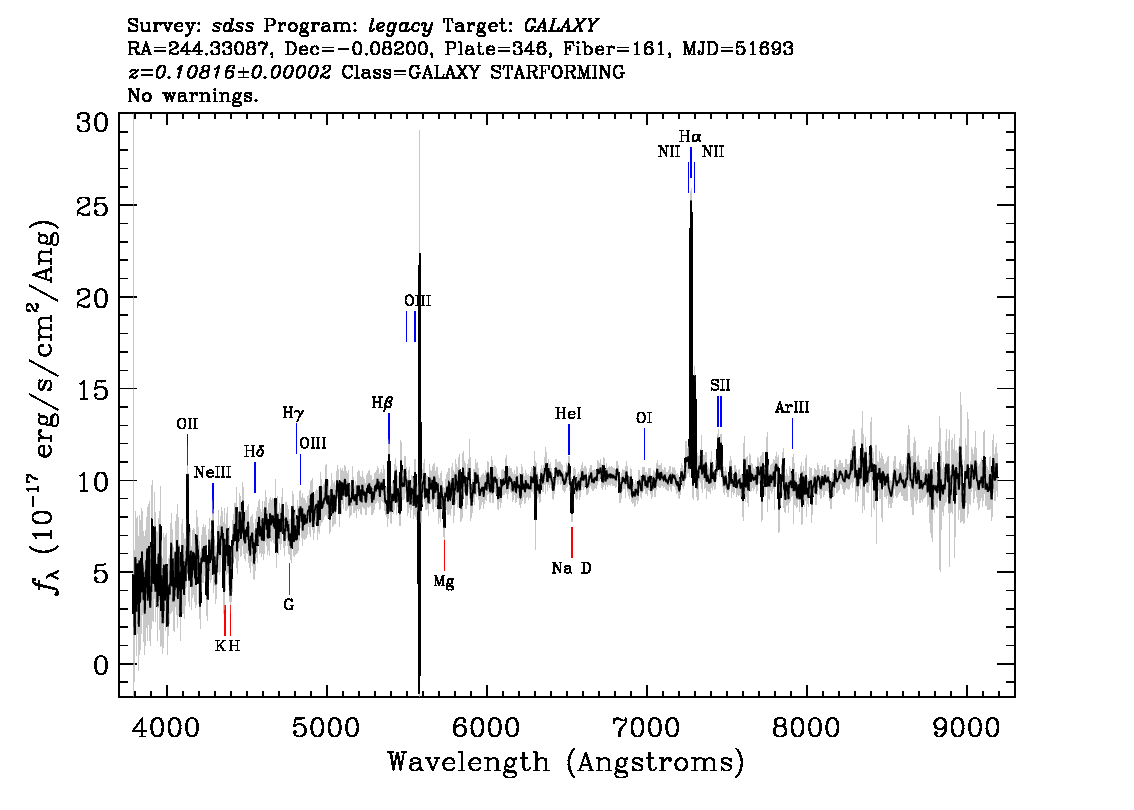 Survey: sdss Program: legacy Target: GALAXY
RA=244.33087, Dec=−0.08200, Plate=346, Fiber=161, MJD=51693
z=0.10816±0.00002 Class=GALAXY STARFORMING
No warnings.
30
25
20
15
10
5
0
fλ (10−17 erg/s/cm2/Ang)
Hα
NII NII
OIII
SII
Hβ
ArIII
Hγ
HeI
OI
OII
OIII
Hδ
NeIII
Mg
Na D
G
K H
4000 5000 6000 7000 8000 9000
Wavelength (Angstroms)